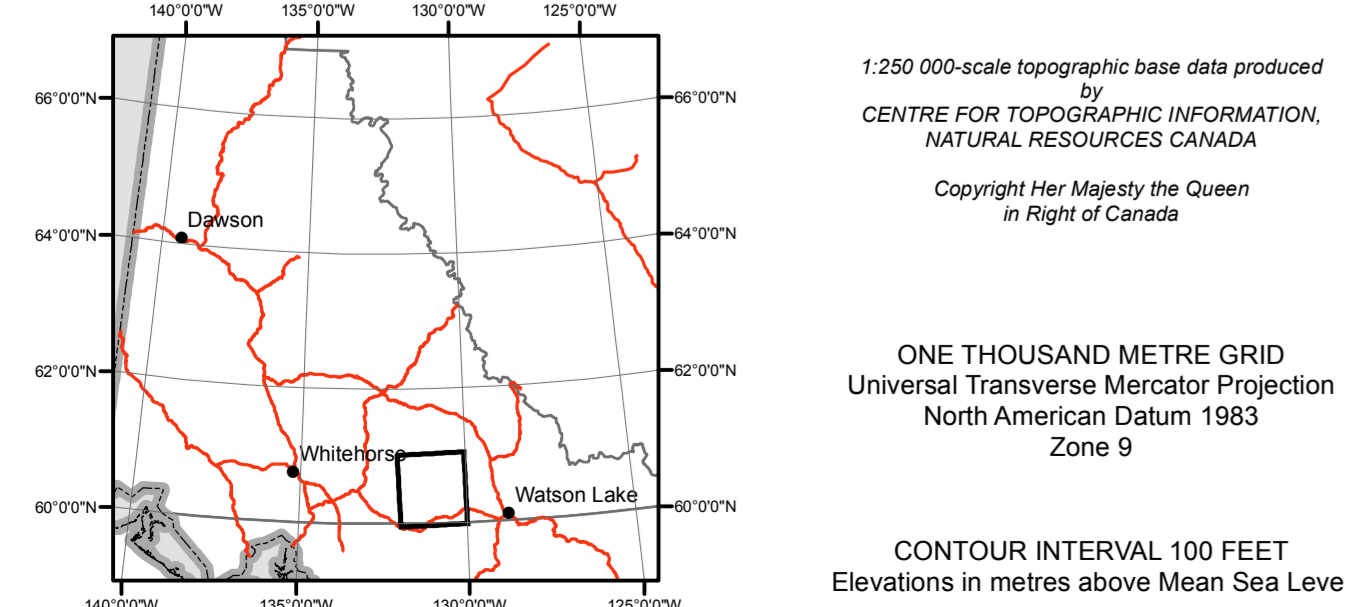 140°0'0"W 135°0'0"W 130°0'0"W 125°0'0"W
66°0'0"N 66°0'0"N
Dawson
64°0'0"N 64°0'0"N
62°0'0"N 62°0'0"N
Whitehorse
Watson Lake
60°0'0"N 60°0'0"N
140°0'0"W 135°0'0"W 130°0'0"W 125°0'0"W
1:250 000-scale topographic base data produced
by
CENTRE FOR TOPOGRAPHIC INFORMATION,
NATURAL RESOURCES CANADA
Copyright Her Majesty the Queen
in Right of Canada
ONE THOUSAND METRE GRID
Universal Transverse Mercator Projection
North American Datum 1983
Zone 9
CONTOUR INTERVAL 100 FEET
Elevations in metres above Mean Sea Leve